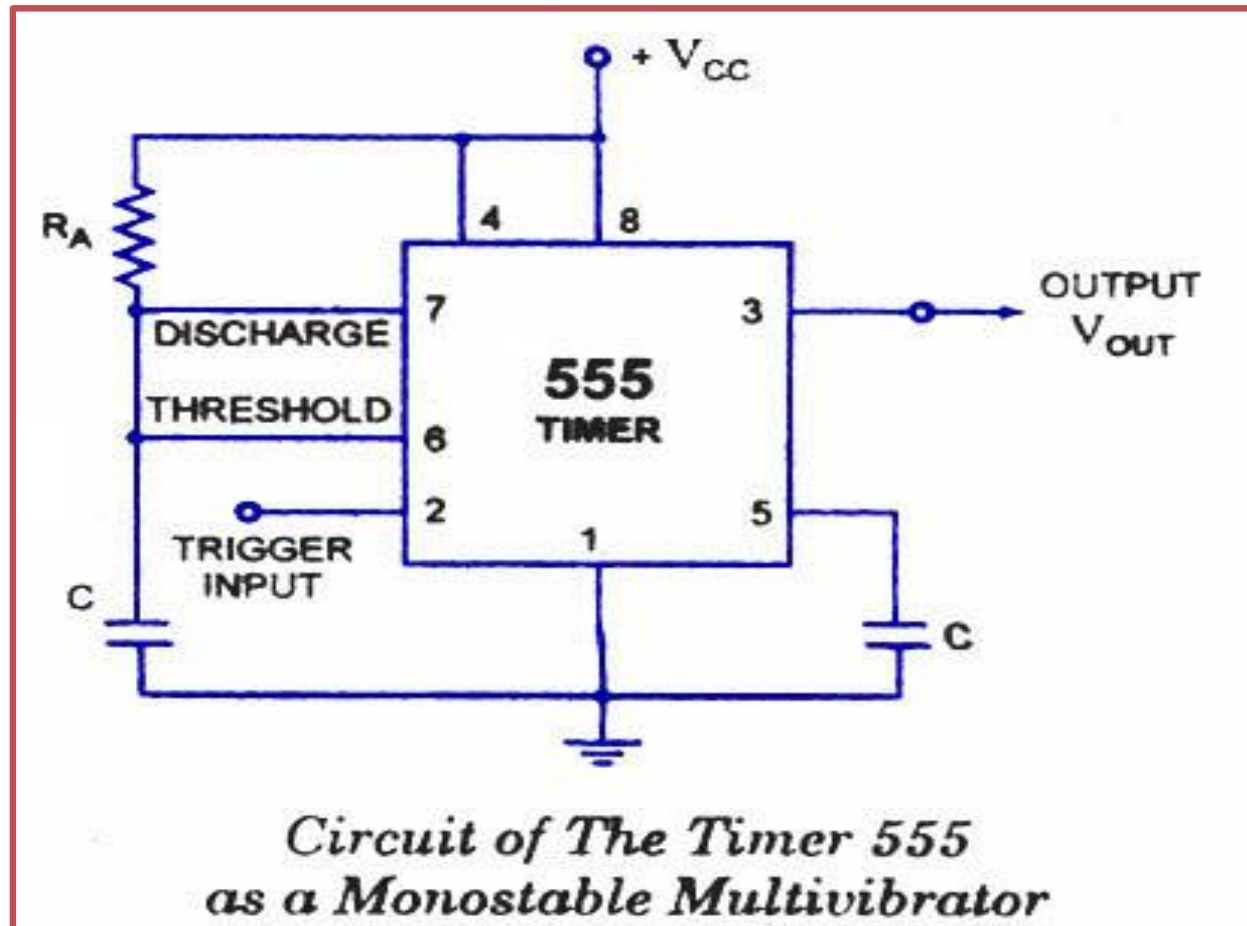 + VCC
RA
4
8
7
3
OUTPUT
VOUT
DISCHARGE
555
TIMER
THRESHOLD
6
2
5
TRIGGER
INPUT
1
C
C
Circuit of The Timer 555
as a Monostable Multivibrator